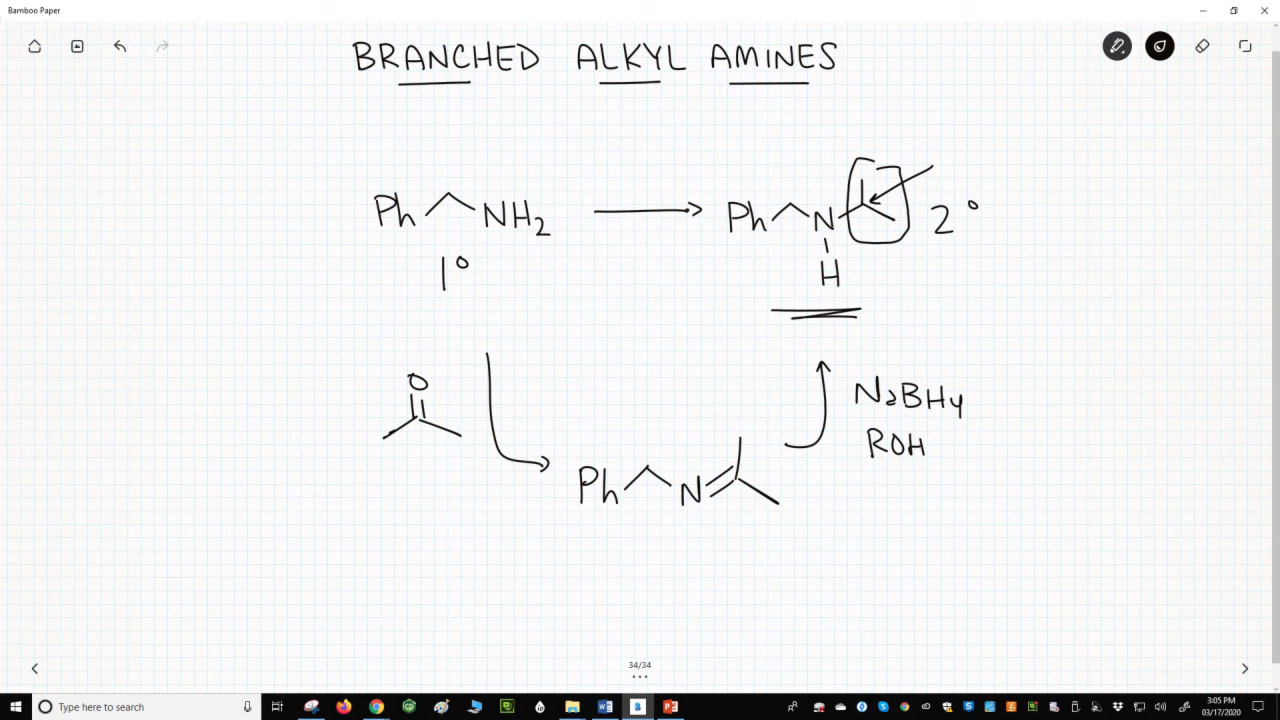 Bamboo Paper
BRANCHED ALKYL AMINES
Ph NH2
1°
Ph N 2°
H
O
NaBH4
ROH
Ph N
34/34
Type here to search
3:05 PM
03/17/2020